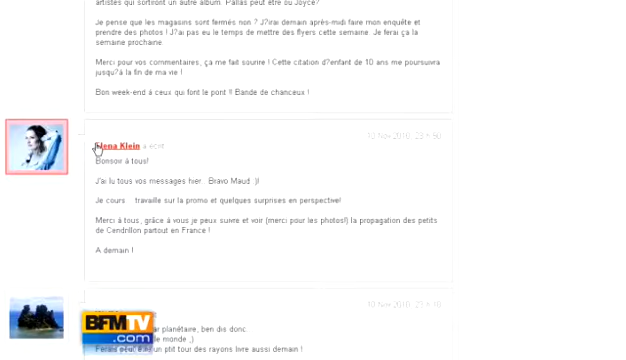 artistes qui sortiront un autre album. Pallas peut être ou Joyce?
Je pense que les magasins sont fermés non ? J?irai demain après-midi faire mon enquête et
prendre des photos ! J?ai pas eu le temps de mettre des flyers cette semaine. Je ferai ça la
semaine prochaine.
Merci pour vos commentaires, ça me fait sourire ! Cette citation d?enfant de 10 ans me poursuivra
jusqu?à la fin de ma vie !
Bon week-end à ceux qui font le pont !! Bande de chanceux !
10 Nov 2010,
Elena Klein a écrit
Bonsoir à tous!
J'ai lu tous vos messages hier... Bravo Maud :)!
Je cours... travaille sur la promo et quelques surprises en perspective!
Merci à tous, grâce à vous je peux suivre et voir (merci pour les photos!) la propagation des petits
de Cendrillon partout en France !
A demain !
10 Nov 2010,
BFMTV
.com
ar planétaire, ben dis donc.
le monde ;)
Ferais peut être un ptit tour des rayons livre aussi demain !